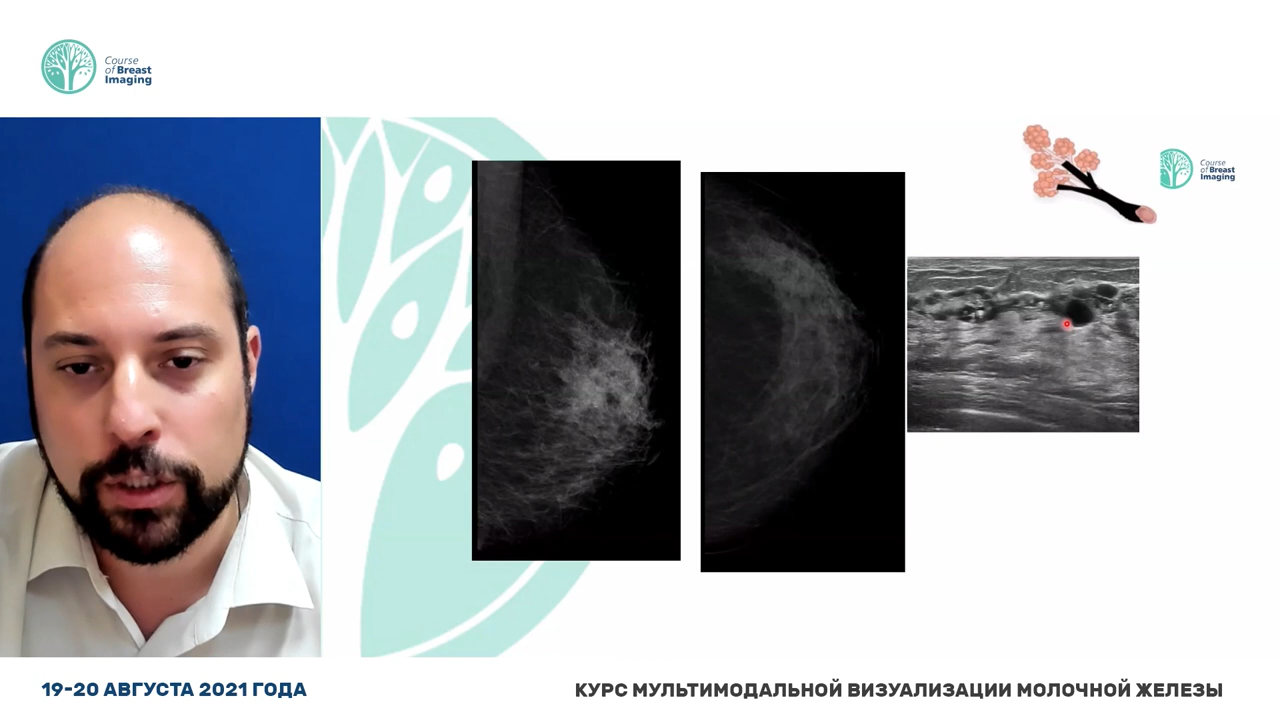 Course
of Breast
Imaging
Course
of Breast
Imaging
19-20 АВГУСТА 2021 ГОДА
КУРС МУЛЬТИМОДАЛЬНОЙ ВИЗУАЛИЗАЦИИ МОЛОЧНОЙ ЖЕЛЕЗЫ